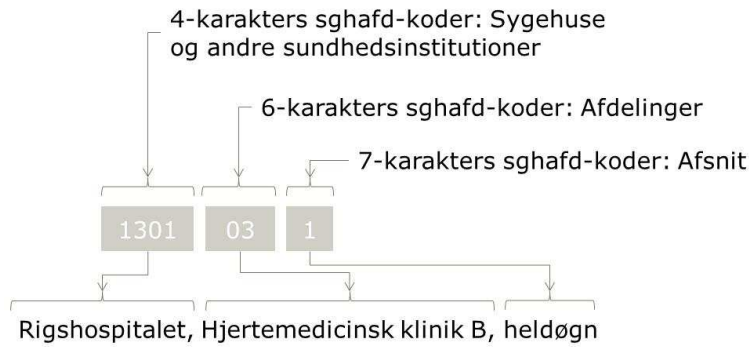 4-karakters sghafd-koder: Sygehuse
og andre sundhedsinstitutioner
6-karakters sghafd-koder: Afdelinger
7-karakters sghafd-koder: Afsnit
1301 03 1
Rigshospitalet, Hjertemedicinsk klinik B, heldøgn